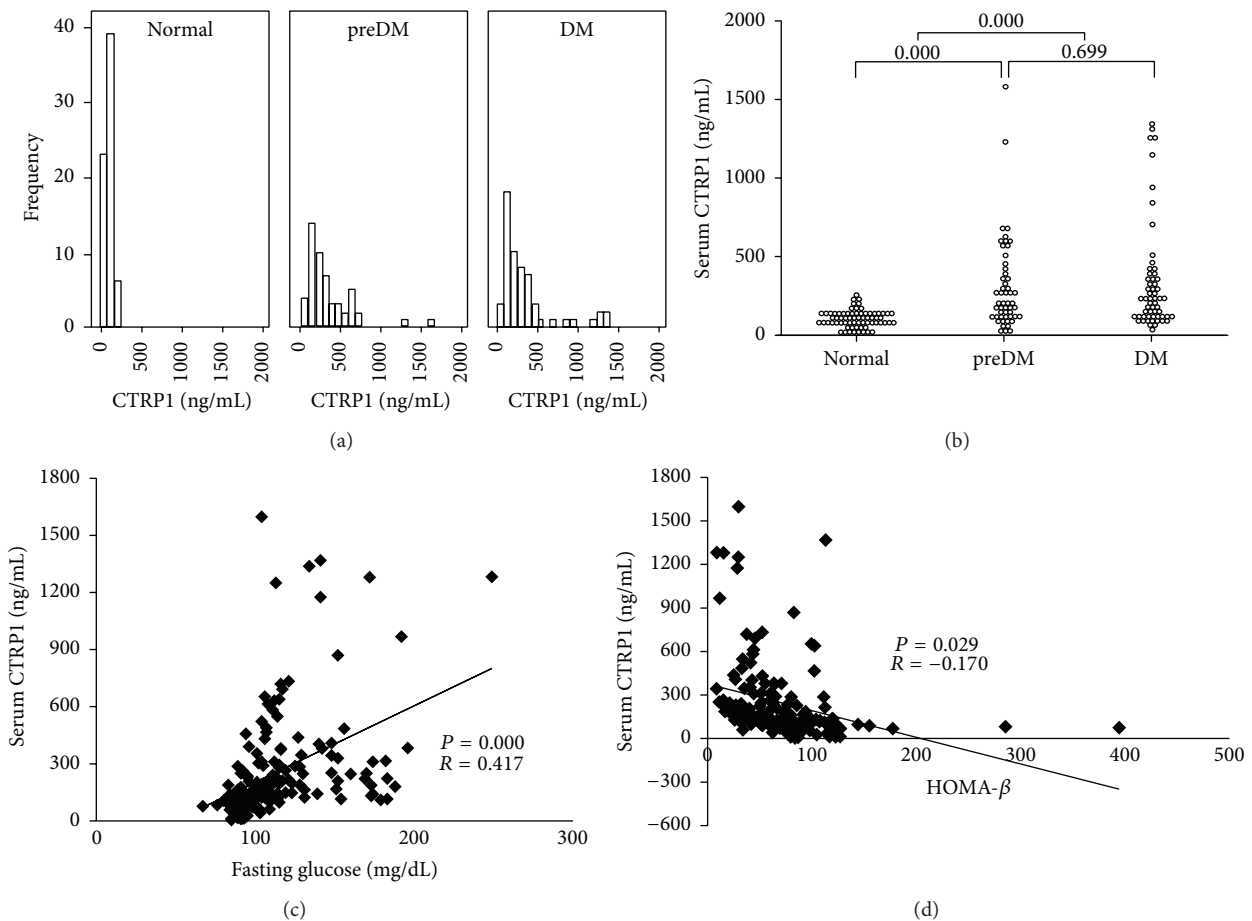 Normal preDM DM
40
30
20
10
0
Frequency
0 500 1000 1500 2000
0 500 1000 1500 2000
0 500 1000 1500 2000
CTRP1 (ng/mL) CTRP1 (ng/mL) CTRP1 (ng/mL)
(a)
2000
1500
1000
500
0
Serum CTRP1 (ng/mL)
0.000
0.000 0.699
Normal preDM DM
(b)
1800
1500
1200
900
600
300
0
Serum CTRP1 (ng/mL)
P = 0.000
R = 0.417
0 100 200 300
Fasting glucose (mg/dL)
(c)
1800
1500
1200
900
600
300
0
−300
−600
Serum CTRP1 (ng/mL)
P = 0.029
R = −0.170
0 100 200 300 400 500
HOMA-β
(d)